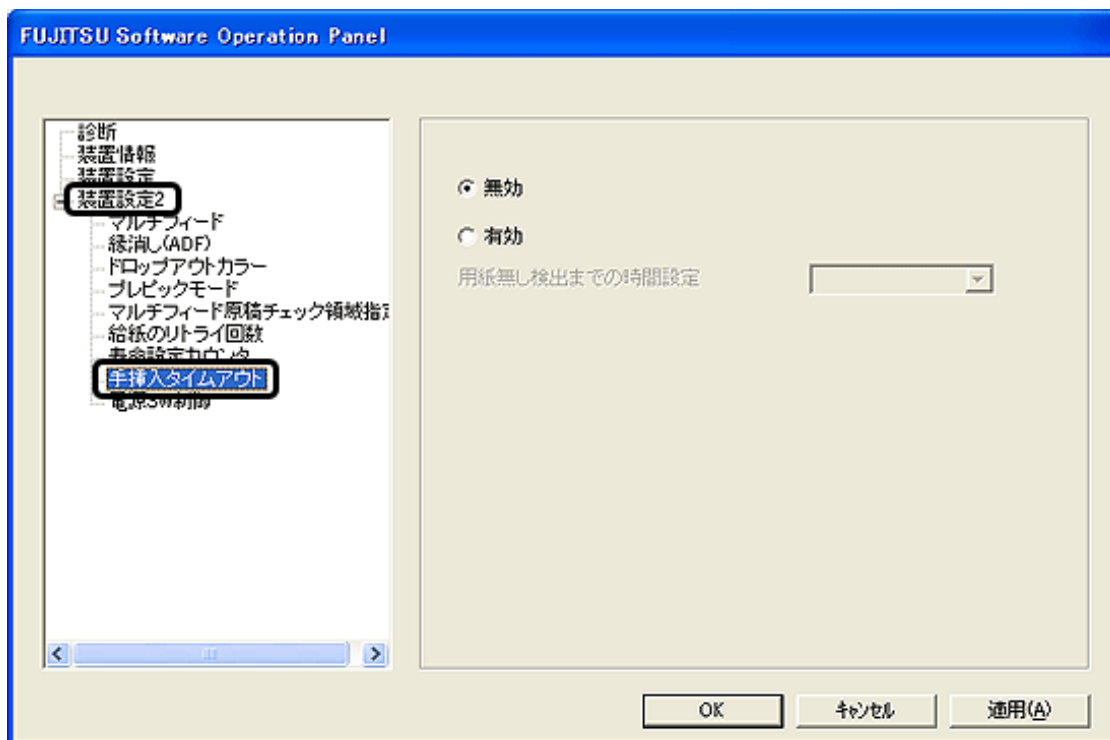 FUJITSU Software Operation Panel
診断
装置情報
装置設定
装置設定2
マルチフィード
縁消し(ADF)
ドロップアウトカラー
プレピックモード
マルチフィード原稿チェック領域指定
給紙のリトライ回数
寿命設定カウンタ
手挿入タイムアウト
電源SW制御
無効
有効
用紙無し検出までの時間設定
OK
キャンセル
適用(A)